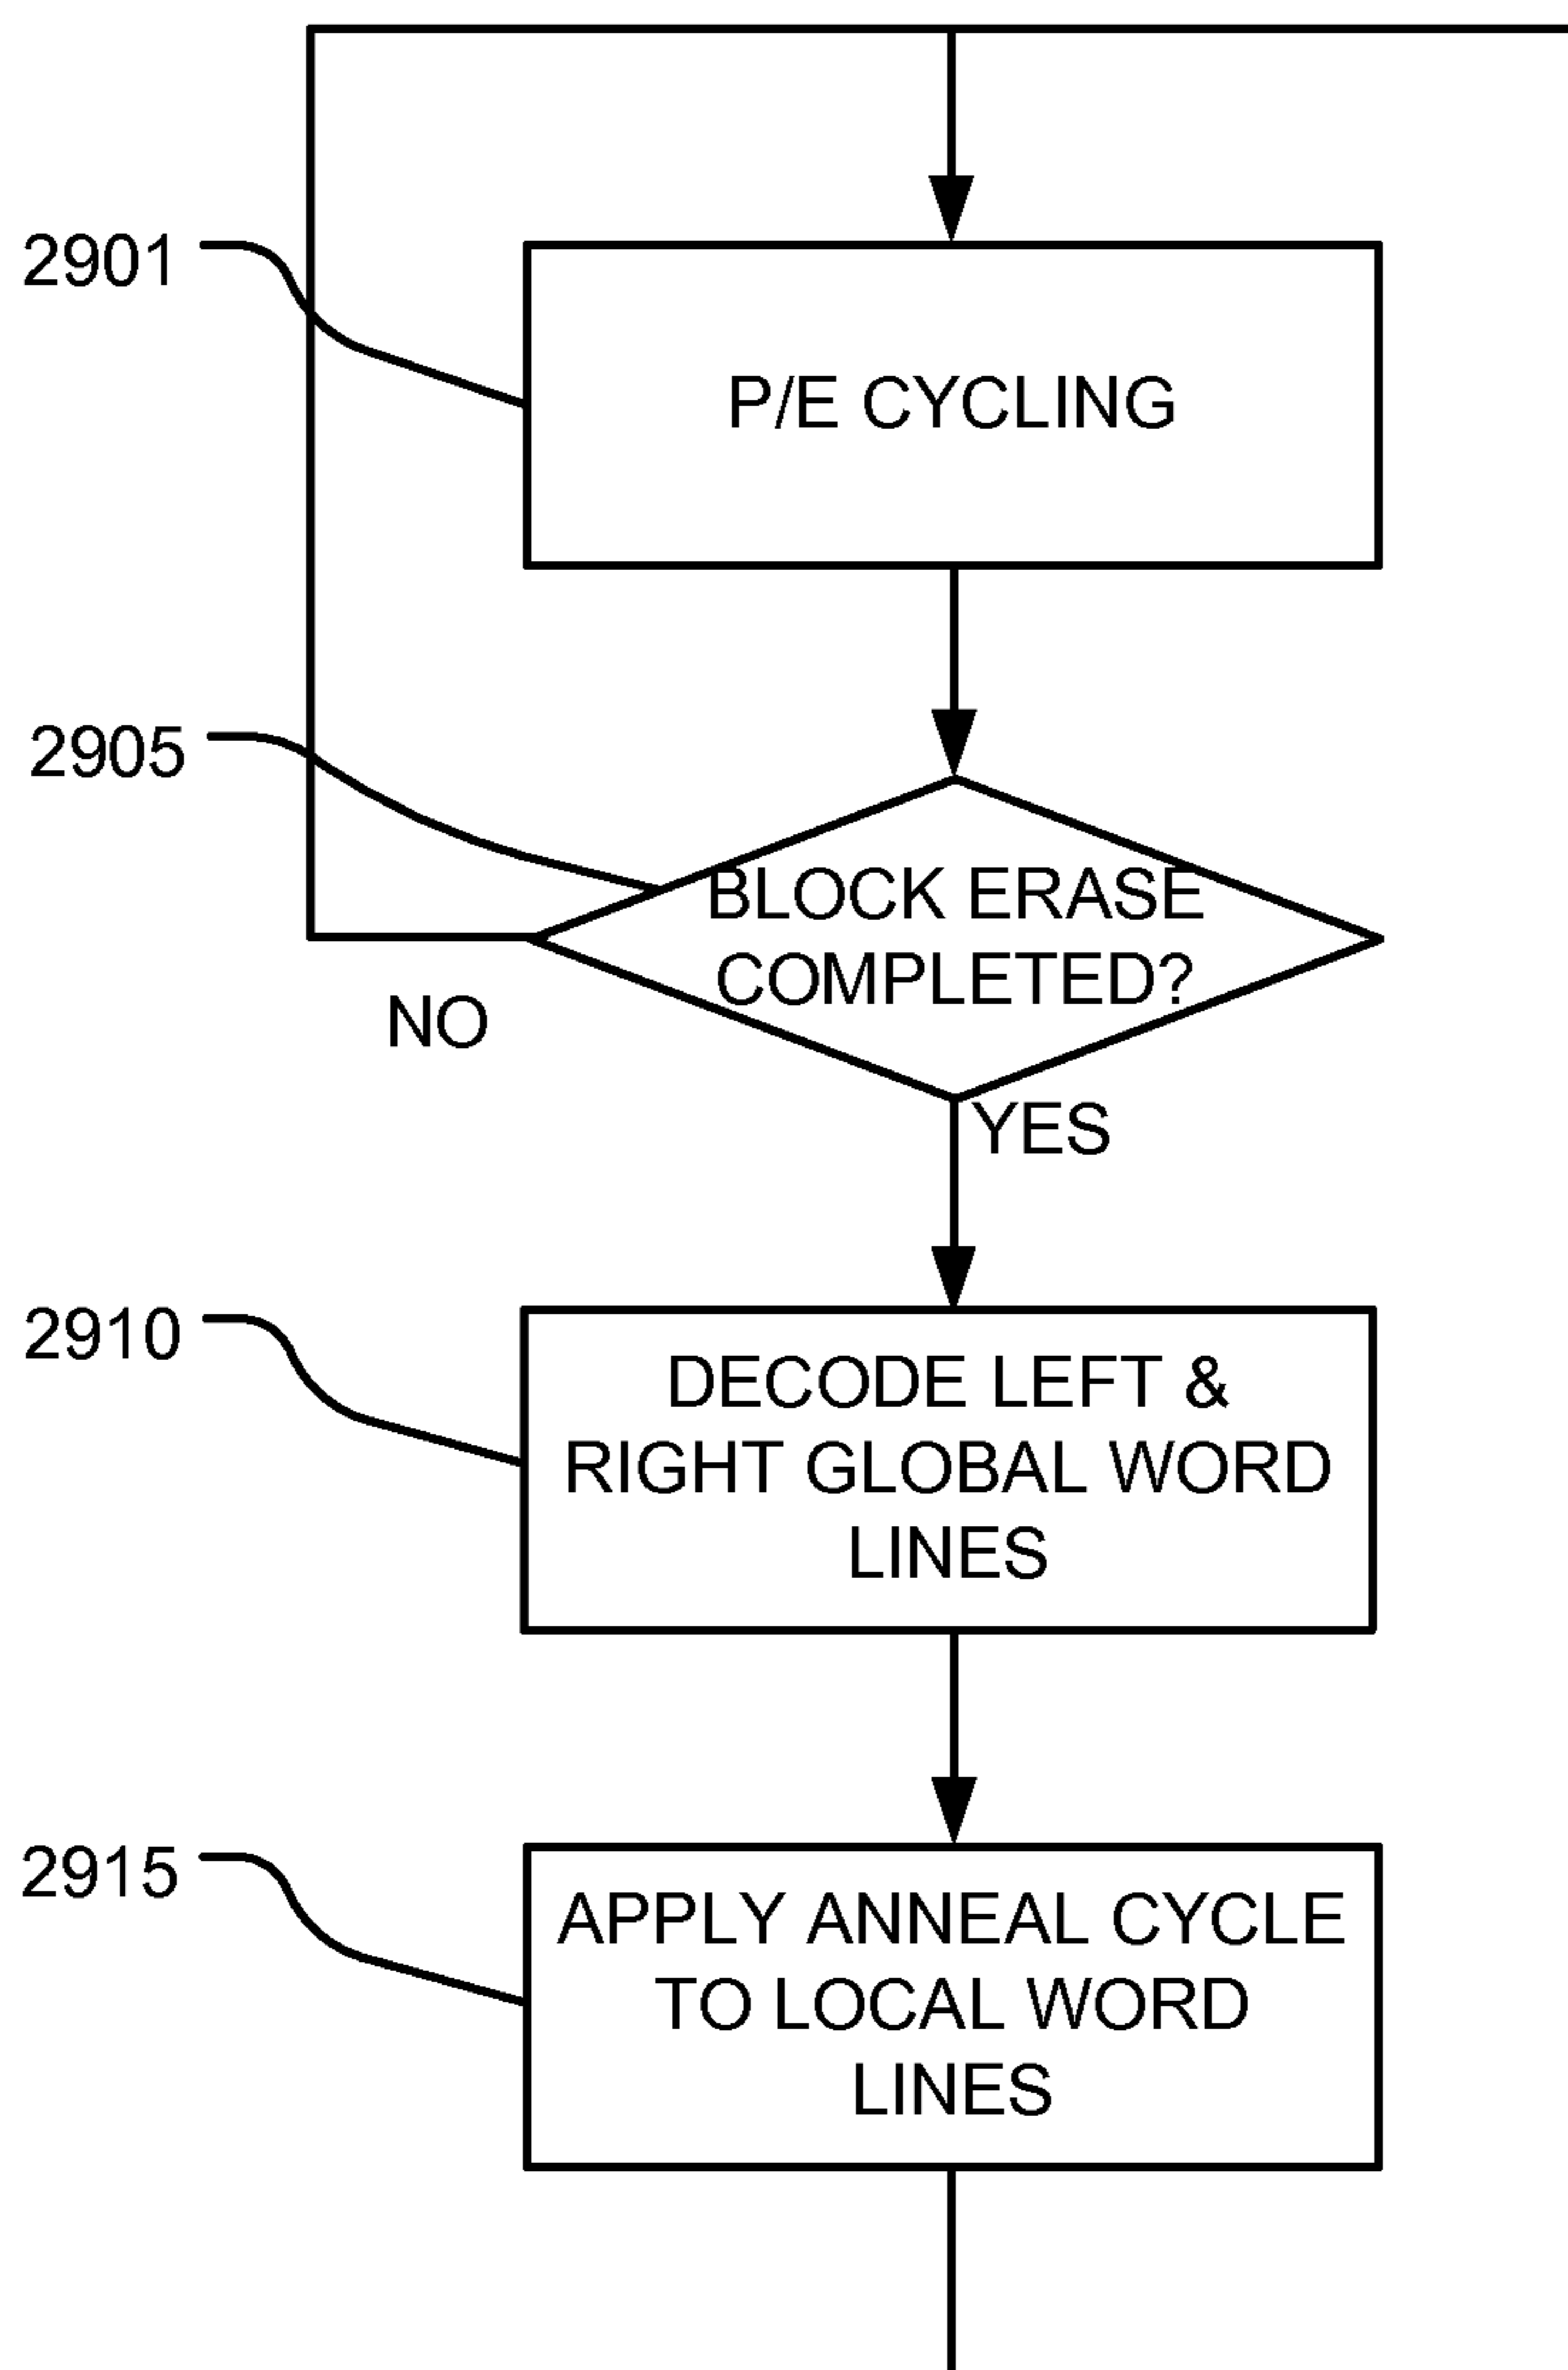 2901
P/E CYCLING
2905
BLOCK ERASE
COMPLETED?
NO
YES
2910
DECODE LEFT &
RIGHT GLOBAL WORD
LINES
2915
APPLY ANNEAL CYCLE
TO LOCAL WORD
LINES